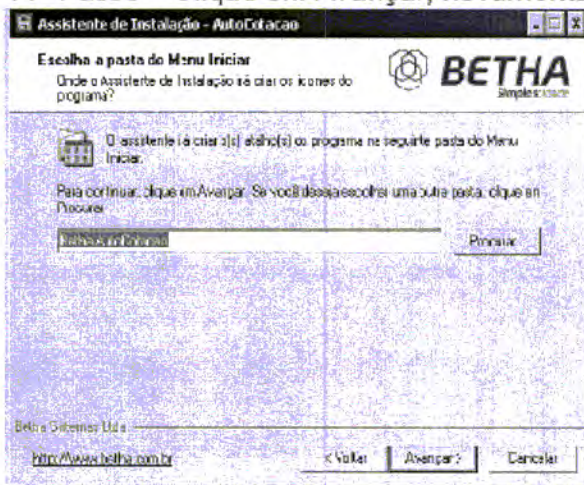 Assistente de Instalação - AutoCotacao
Escolha a pasta do Menu Iniciar
Onde o Assistente de Instalação irá criar os ícones do
programa?
BETHA
O assistente irá criar o(s) atalho(s) do programa na seguinte pasta do Menu
Iniciar.
Para continuar, clique em Avançar. Se você deseja escolher uma outra pasta, clique em
Procurar.
Procurar...
Betha Sistemas Ltda
http://www.betha.com.br
< Voltar
Avançar >
Cancelar